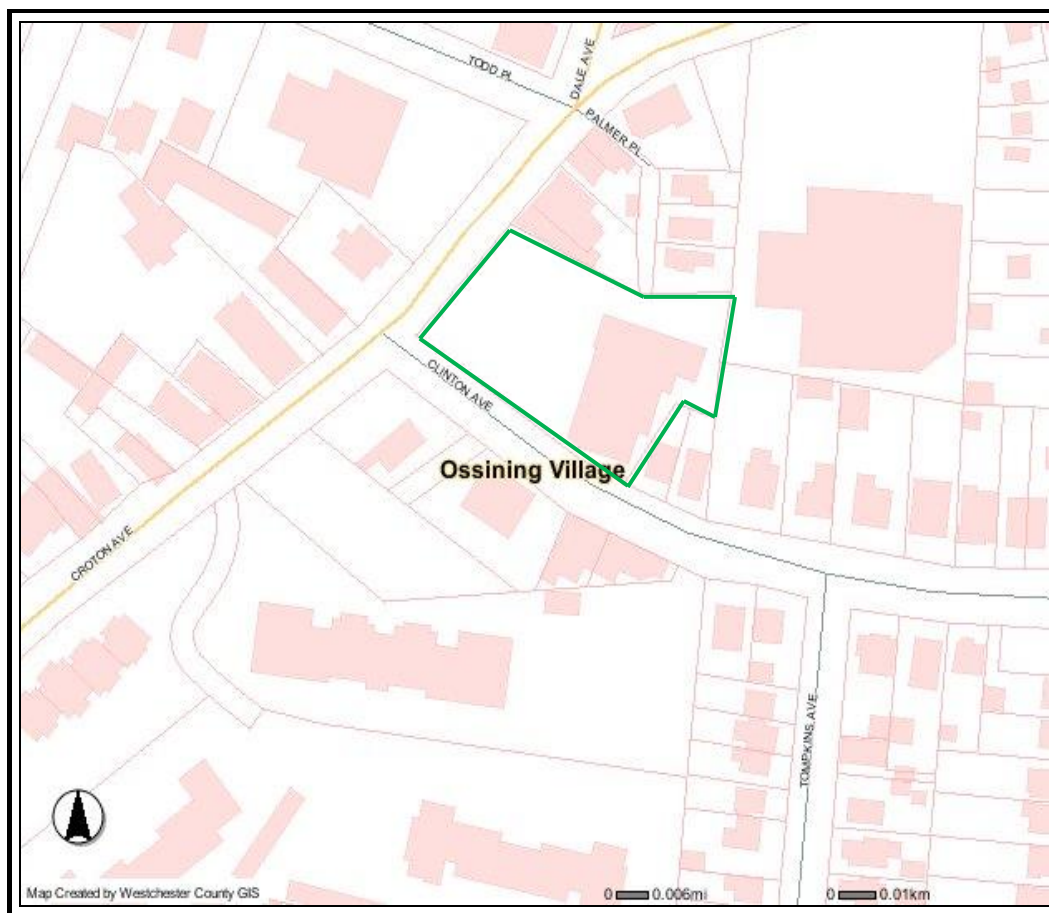 TODD PL
DALE AVE
PALMER PL
CLINTON AVE
Ossining Village
CROTON AVE
TOMPKINS AVE
Map Created by Westchester County GIS
0 0.006mi
0 0.01km